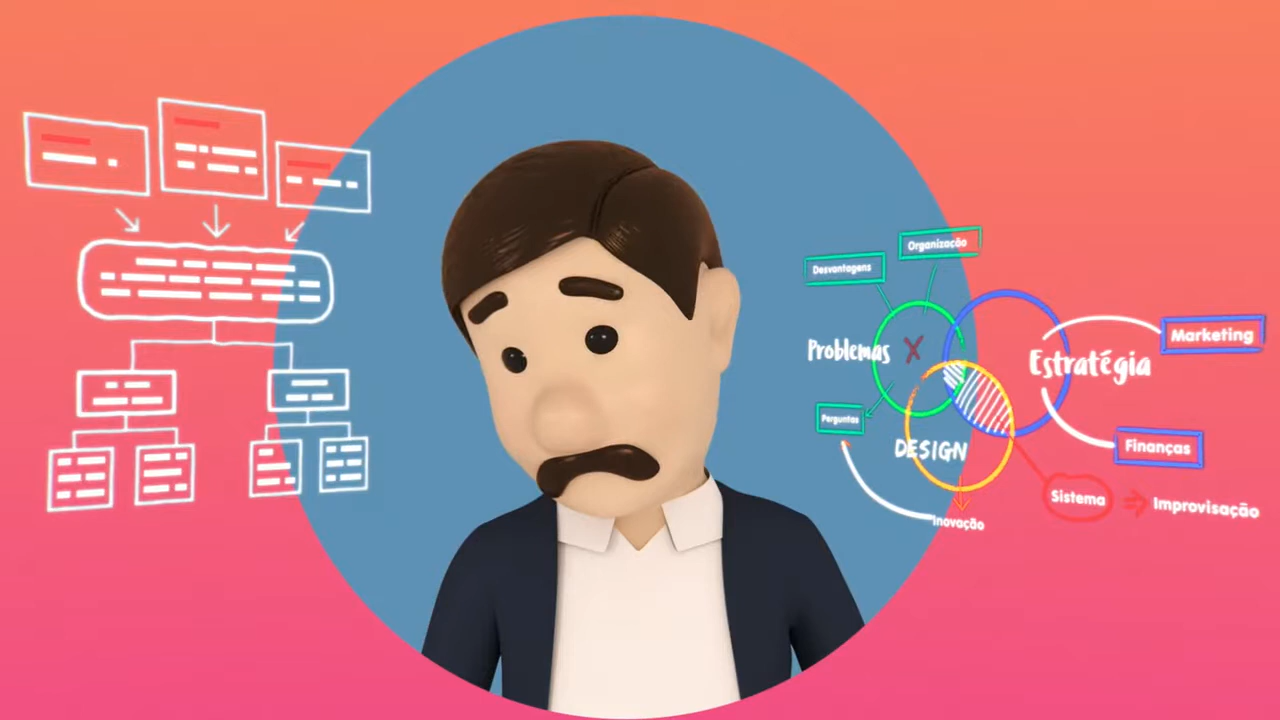 Organização
Desvantagens
Problemas
X
Estratégia
Marketing
Perguntas
DESIGN
Finanças
Sistema
Improvisação
Inovação